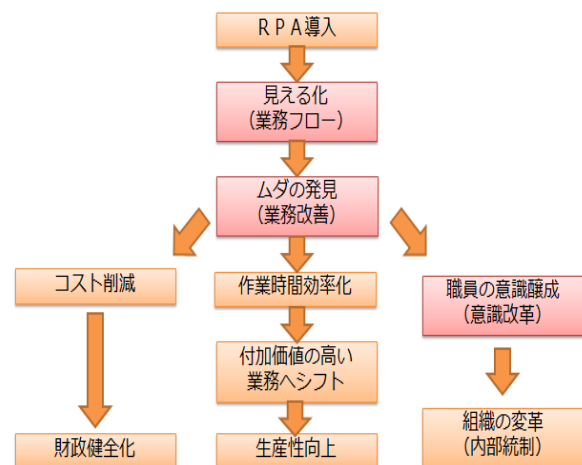 ＲＰＡ導入
見える化
（業務フロー）
ムダの発見
（業務改善）
コスト削減
作業時間効率化
職員の意識醸成
（意識改革）
付加価値の高い
業務へシフト
財政健全化
生産性向上
組織の変革
（内部統制）